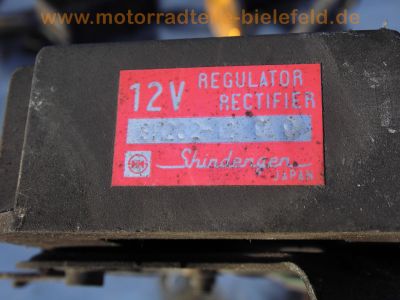 www.motorradteile-bielefeld.de
12V REGULATOR
RECTIFIER
Shindengen
JAPAN